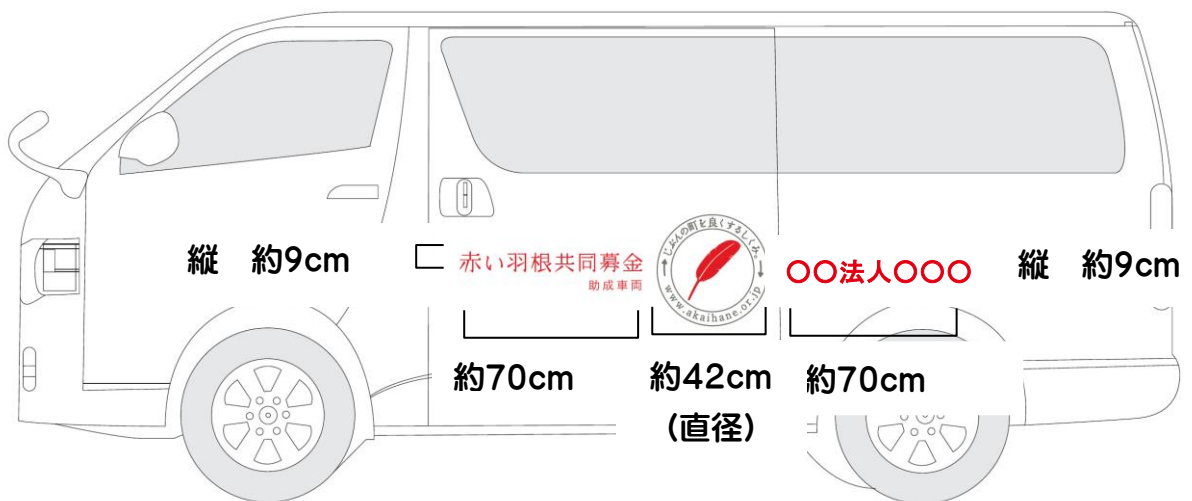 縦　約9cm
赤い羽根共同募金
助成車両
じぶんの町を良くするしくみ。
www.akaihane.or.jp
〇〇法人〇〇〇
縦　約9cm
約70cm
約42cm
(直径)
約70cm